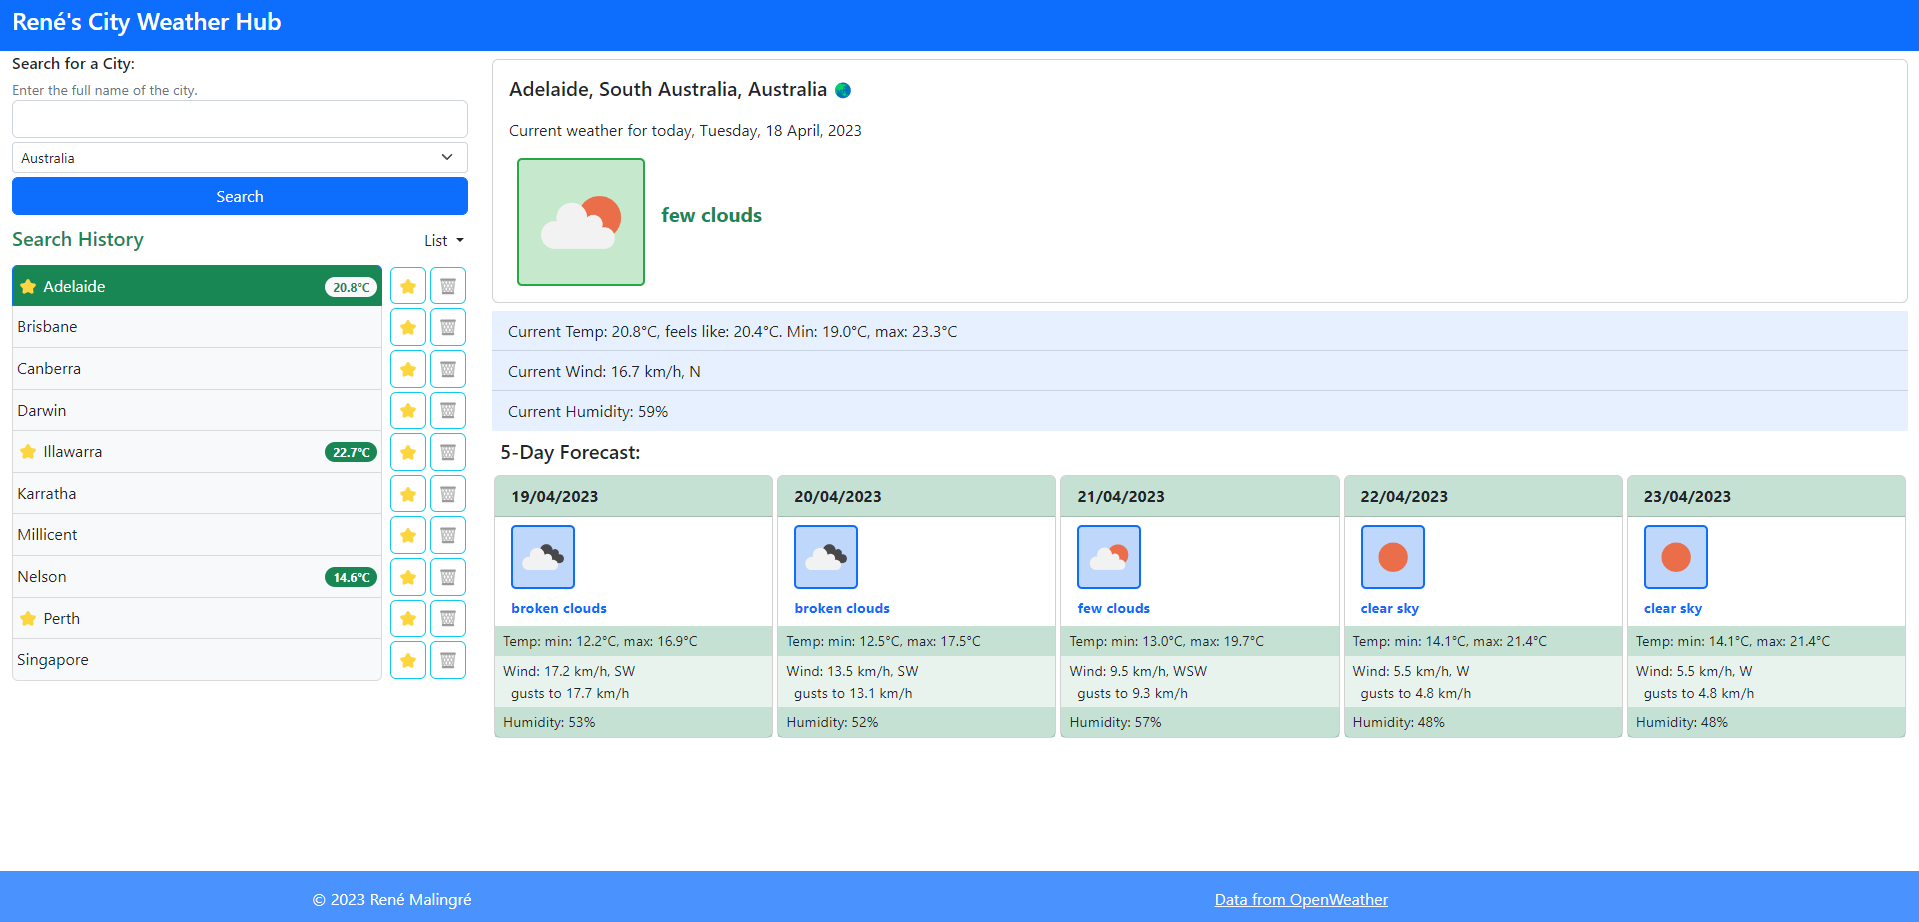 René's City Weather Hub
Search for a City:
Enter the full name of the city.
Australia
Search
Search History
List
Adelaide 20.8°C
Brisbane
Canberra
Darwin
Illawarra 22.7°C
Karratha
Millicent
Nelson 14.6°C
Perth
Singapore
Adelaide, South Australia, Australia
Current weather for today, Tuesday, 18 April, 2023
few clouds
Current Temp: 20.8°C, feels like: 20.4°C. Min: 19.0°C, max: 23.3°C
Current Wind: 16.7 km/h, N
Current Humidity: 59%
5-Day Forecast:
19/04/2023
broken clouds
Temp: min: 12.2°C, max: 16.9°C
Wind: 17.2 km/h, SW
gusts to 17.7 km/h
Humidity: 53%
20/04/2023
broken clouds
Temp: min: 12.5°C, max: 17.5°C
Wind: 13.5 km/h, SW
gusts to 13.1 km/h
Humidity: 52%
21/04/2023
few clouds
Temp: min: 13.0°C, max: 19.7°C
Wind: 9.5 km/h, WSW
gusts to 9.3 km/h
Humidity: 57%
22/04/2023
clear sky
Temp: min: 14.1°C, max: 21.4°C
Wind: 5.5 km/h, W
gusts to 4.8 km/h
Humidity: 48%
23/04/2023
clear sky
Temp: min: 14.1°C, max: 21.4°C
Wind: 5.5 km/h, W
gusts to 4.8 km/h
Humidity: 48%
© 2023 René Malingré
Data from OpenWeather